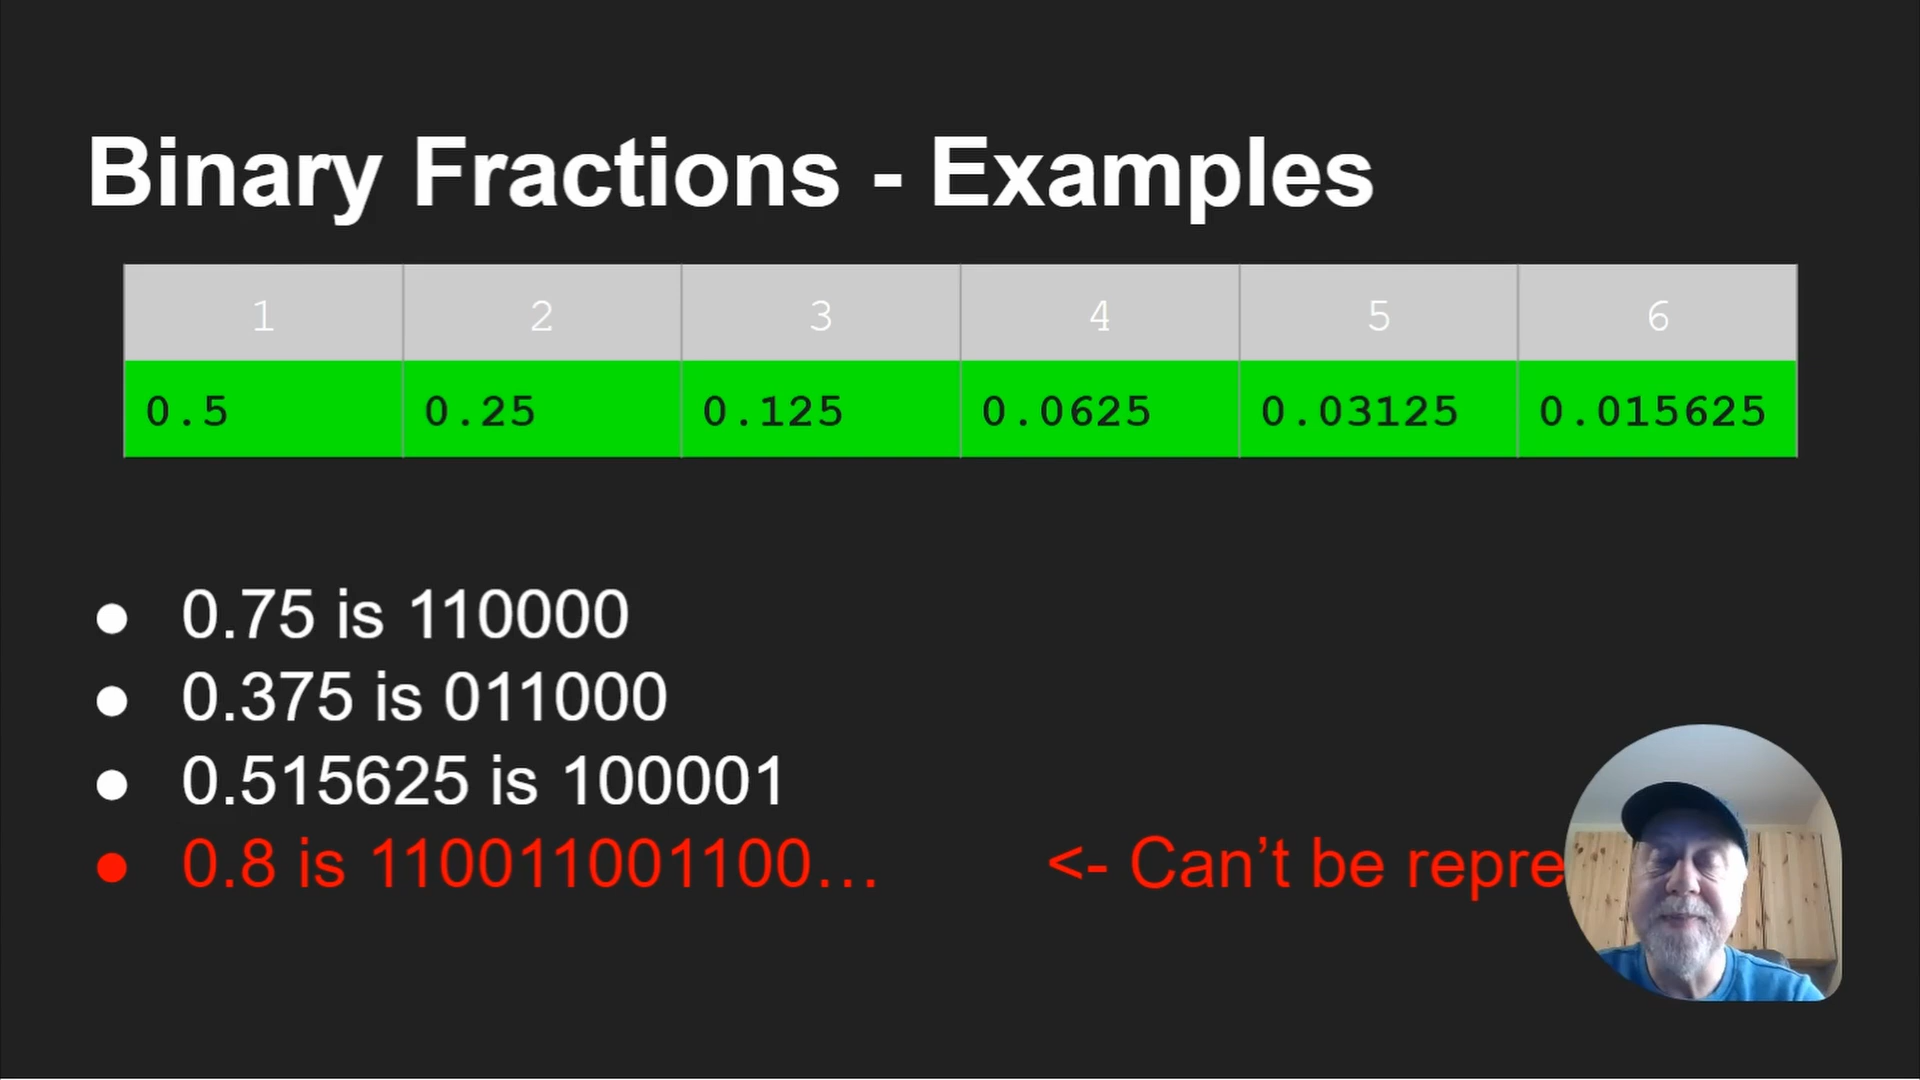 Binary Fractions - Examples
1 2 3 4 5 6
0.5 0.25 0.125 0.0625 0.03125 0.015625
● 0.75 is 110000
● 0.375 is 011000
● 0.515625 is 100001
● 0.8 is 110011001100… <- Can’t be